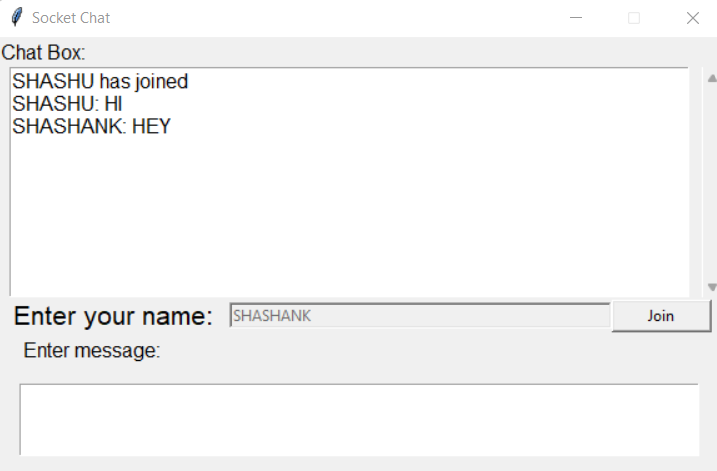 Socket Chat
Chat Box:
SHASHU has joined
SHASHU: HI
SHASHANK: HEY
Enter your name: SHASHANK Join
Enter message: